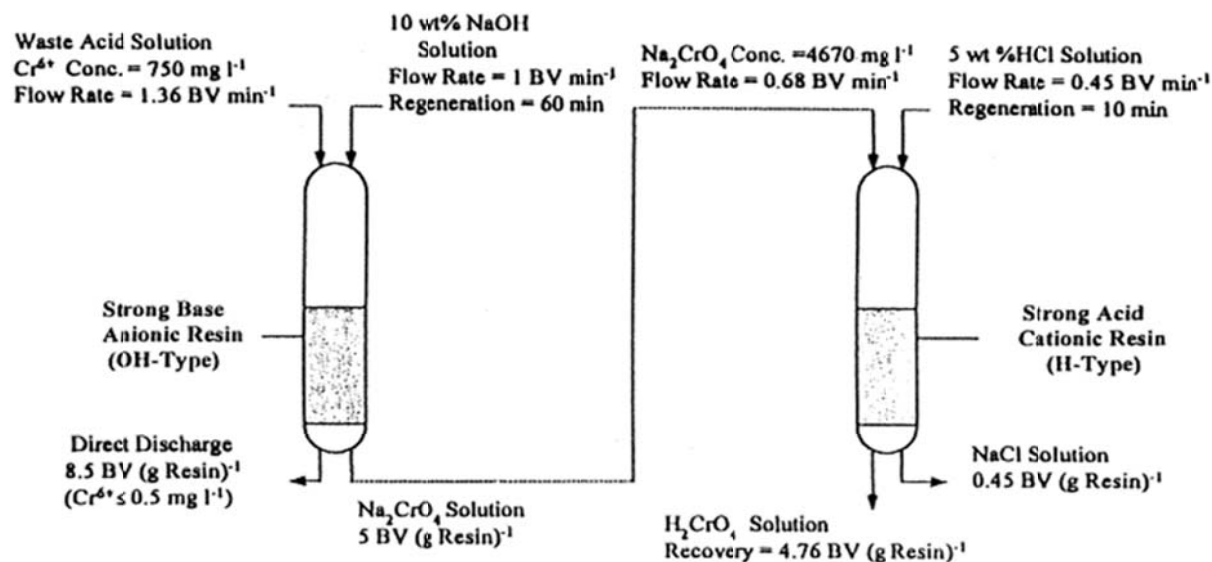 Waste Acid Solution
Cr⁶⁺ Conc. = 750 mg l⁻¹
Flow Rate = 1.36 BV min⁻¹
10 wt% NaOH
Solution
Flow Rate = 1 BV min⁻¹
Regeneration = 60 min
Na₂CrO₄ Conc. =4670 mg l⁻¹
Flow Rate = 0.68 BV min⁻¹
5 wt %HCl Solution
Flow Rate = 0.45 BV min⁻¹
Regeneration = 10 min
Strong Base
Anionic Resin
(OH-Type)
Strong Acid
Cationic Resin
(H-Type)
Direct Discharge
8.5 BV (g Resin)⁻¹
(Cr⁶⁺ ≤ 0.5 mg l⁻¹)
Na₂CrO₄ Solution
5 BV (g Resin)⁻¹
H₂CrO₄ Solution
Recovery = 4.76 BV (g Resin)⁻¹
NaCl Solution
0.45 BV (g Resin)⁻¹